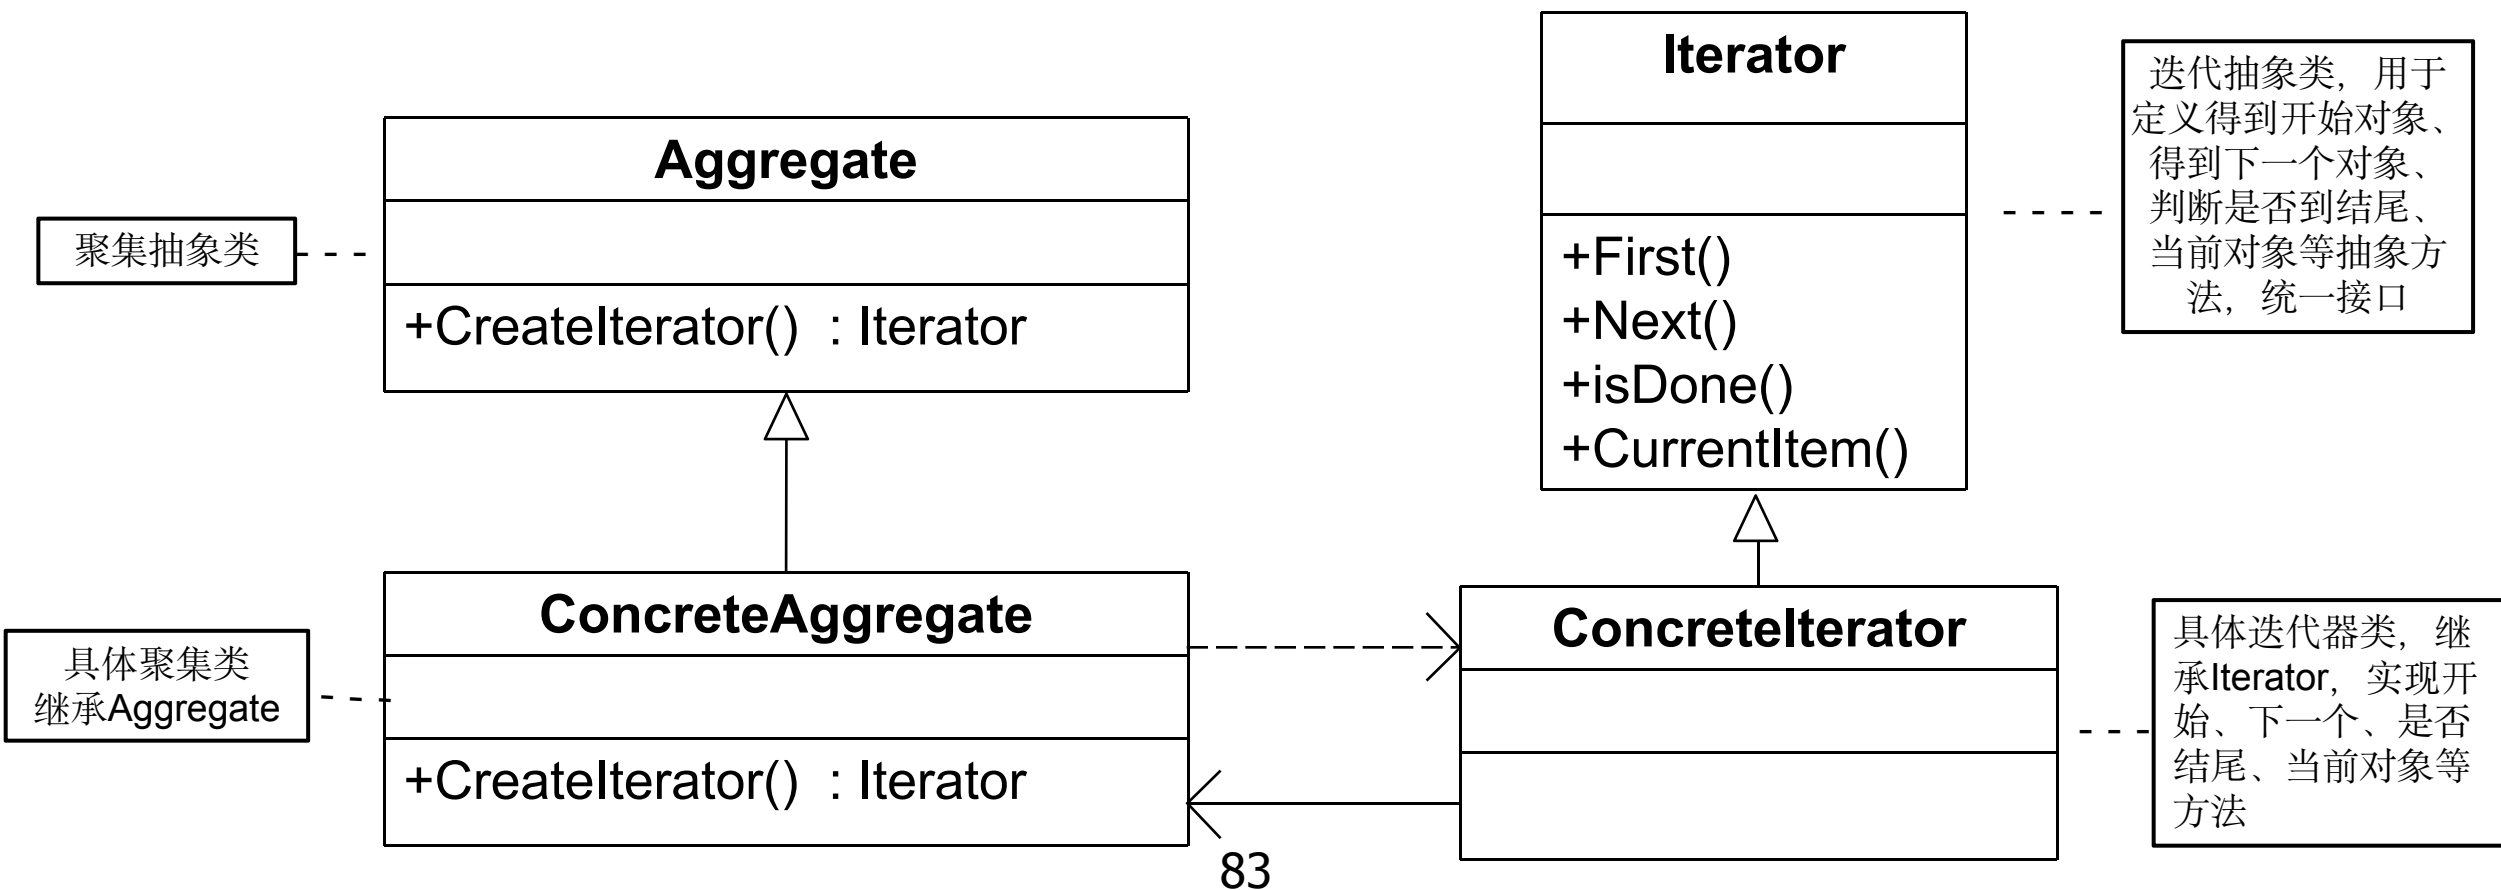 Iterator
+First()
+Next()
+isDone()
+CurrentItem()
迭代抽象类，用于
定义得到开始对象、
得到下一个对象、
判断是否到结尾、
当前对象等抽象方
法，统一接口
Aggregate
+CreateIterator() : Iterator
聚集抽象类
ConcreteAggregate
+CreateIterator() : Iterator
具体聚集类
继承Aggregate
ConcreteIterator
具体迭代器类，继
承Iterator，实现开
始、下一个、是否
结尾、当前对象等
方法
83